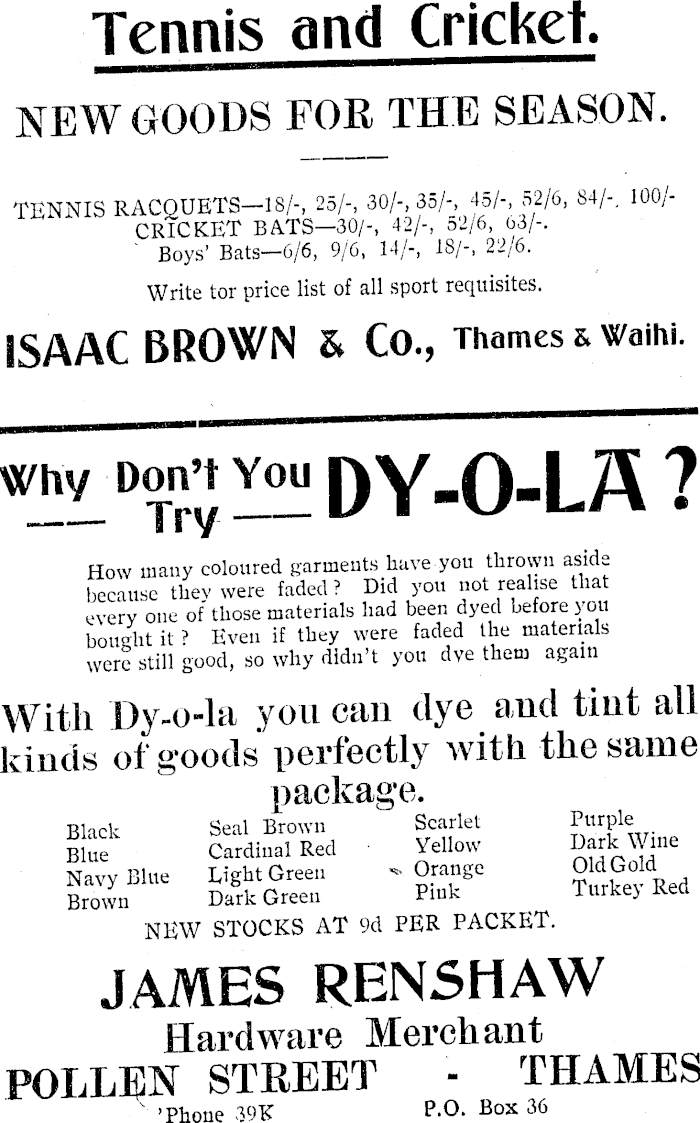 Tennis and Cricket.
NEW GOODS FOR THE SEASON.
TENNIS RACQUETS—18/-, 25/-, 30/-, 35/-, 45/-, 52/6, 84/-, 100/-
CRICKET BATS—30/-, 42/-, 52/6, 63/-.
Boys' Bats—6/6, 9/6, 14/-, 18/-, 22/6.
Write tor price list of all sport requisites.
ISAAC BROWN & Co., Thames & Waihi.
Why Don't You Try DY-O-LA?
How many coloured garments have you thrown aside
because they were faded? Did you not realise that
every one of those materials had been dyed before you
bought it? Even if they were faded the materials
were still good, so why didn't you dye them again
With Dy-o-la you can dye and tint all
kinds of goods perfectly with the same
package.
Black Seal Brown Scarlet Purple
Blue Cardinal Red Yellow Dark Wine
Navy Blue Light Green Orange Old Gold
Brown Dark Green Pink Turkey Red
NEW STOCKS AT 9d PER PACKET.
JAMES RENSHAW
Hardware Merchant
POLLEN STREET - THAMES
'Phone 39K P.O. Box 36